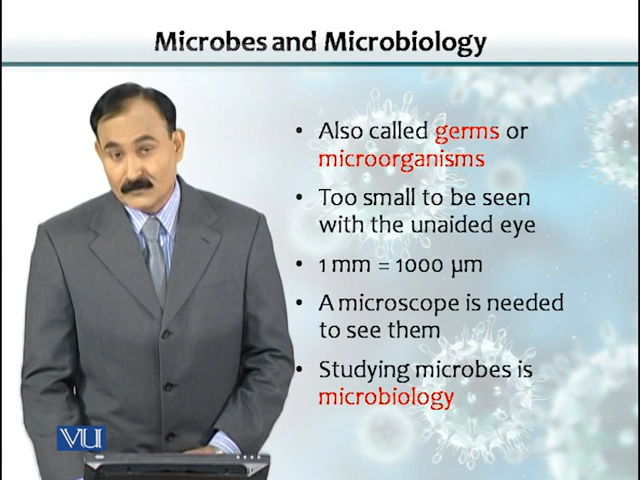 Microbes and Microbiology
• Also called germs or
microorganisms
• Too small to be seen
with the unaided eye
• 1 mm = 1000 µm
• A microscope is needed
to see them
• Studying microbes is
microbiology
VU